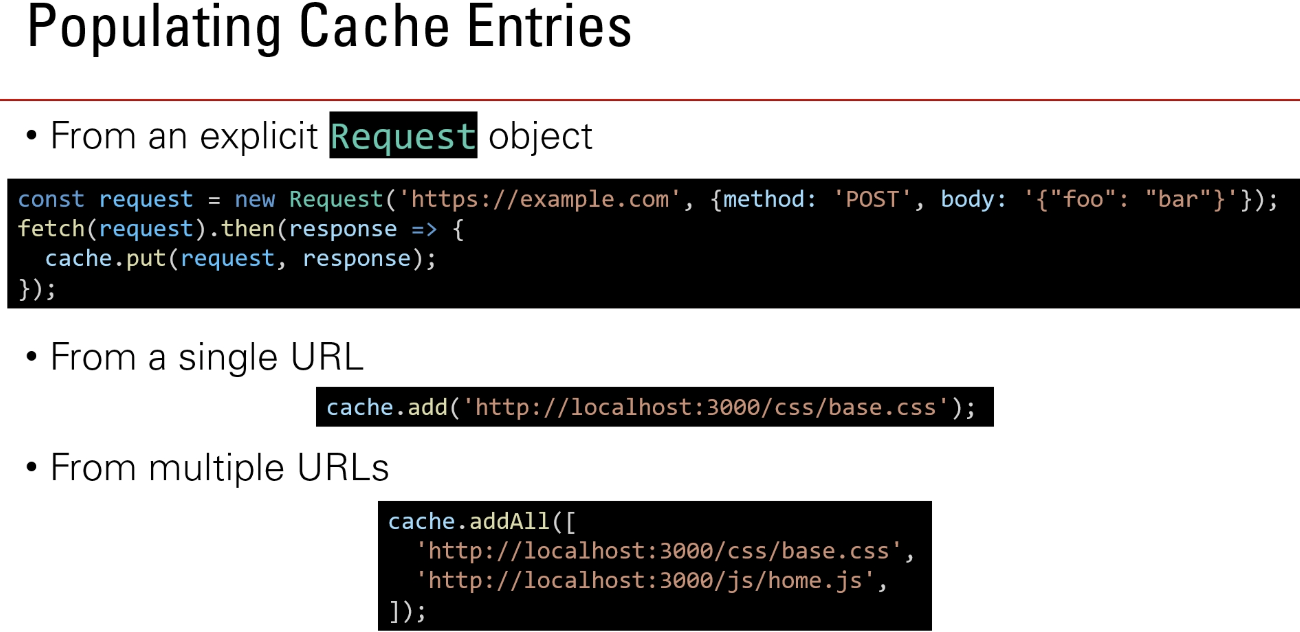 Populating Cache Entries
• From an explicit Request object
const request = new Request('https://example.com', {method: 'POST', body: '{"foo": "bar"}'});
fetch(request).then(response => {
  cache.put(request, response);
});
• From a single URL
cache.add('http://localhost:3000/css/base.css');
• From multiple URLs
cache.addAll([
  'http://localhost:3000/css/base.css',
  'http://localhost:3000/js/home.js',
]);